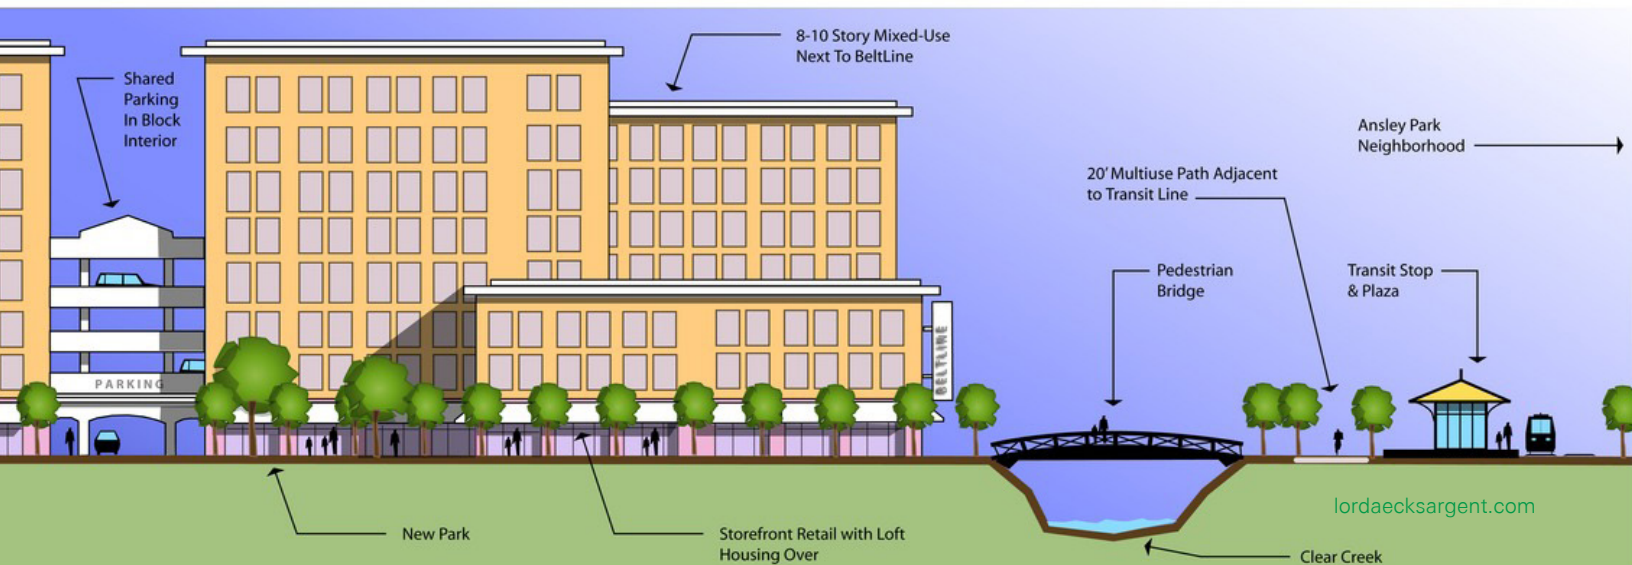 8-10 Story Mixed-Use
Next To BeltLine
Shared
Parking
In Block
Interior
Ansley Park
Neighborhood
20' Multiuse Path Adjacent
to Transit Line
Pedestrian
Bridge
Transit Stop
& Plaza
BELTLINE
PARKING
lordaecksargent.com
New Park
Storefront Retail with Loft
Housing Over
Clear Creek